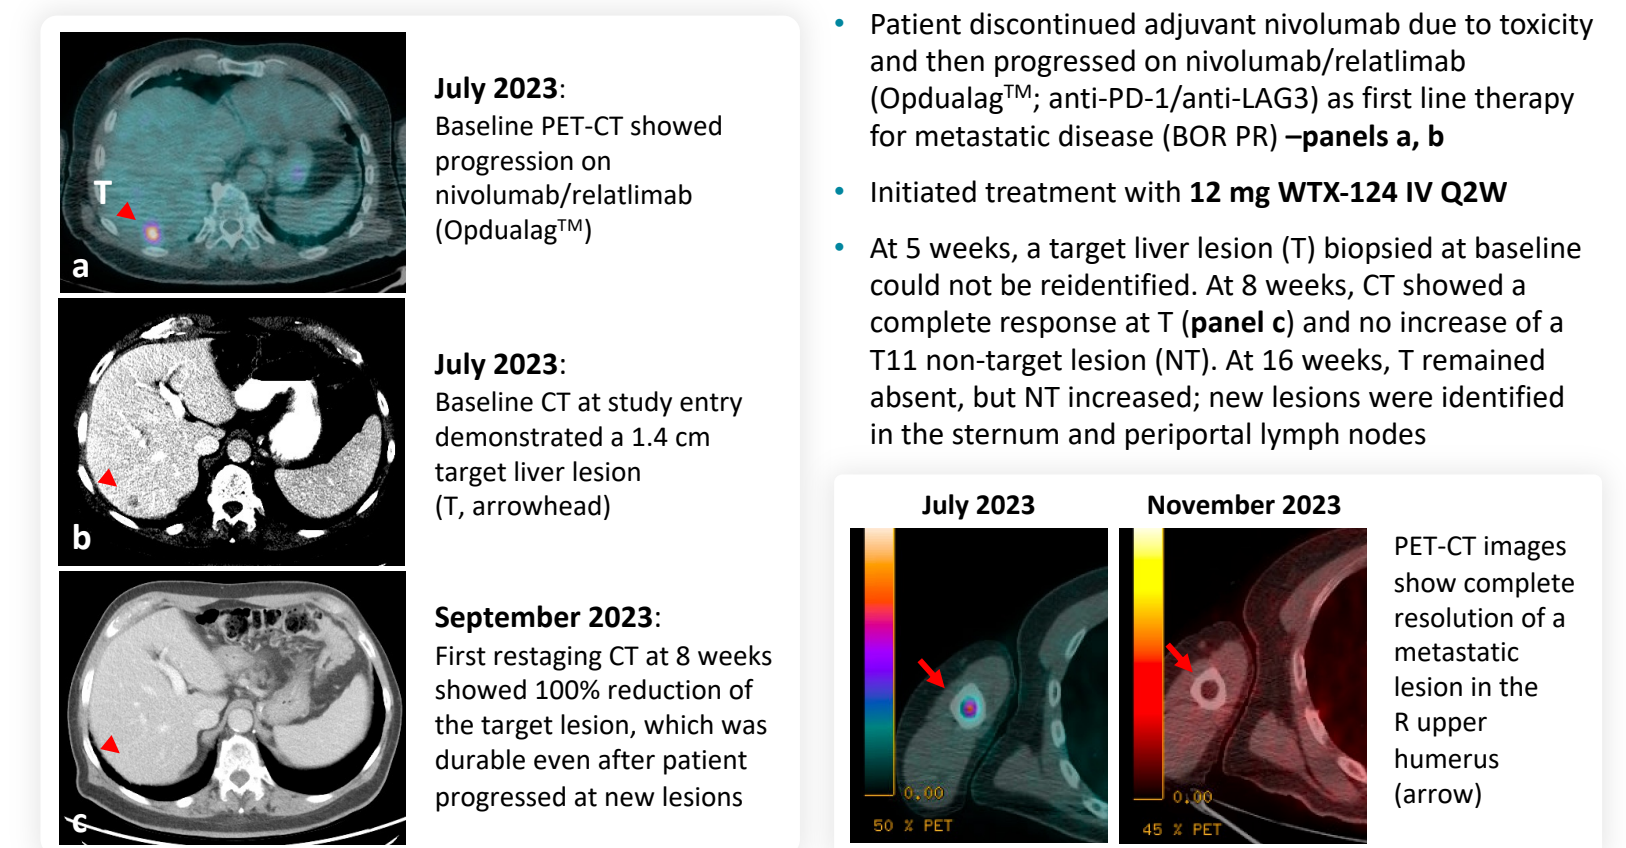 July 2023:
Baseline PET-CT showed
progression on
nivolumab/relatlimab
(Opdualag™)
T
a
July 2023:
Baseline CT at study entry
demonstrated a 1.4 cm
target liver lesion
(T, arrowhead)
b
September 2023:
First restaging CT at 8 weeks
showed 100% reduction of
the target lesion, which was
durable even after patient
progressed at new lesions
c
• Patient discontinued adjuvant nivolumab due to toxicity
and then progressed on nivolumab/relatlimab
(Opdualag™; anti-PD-1/anti-LAG3) as first line therapy
for metastatic disease (BOR PR) –panels a, b
• Initiated treatment with 12 mg WTX-124 IV Q2W
• At 5 weeks, a target liver lesion (T) biopsied at baseline
could not be reidentified. At 8 weeks, CT showed a
complete response at T (panel c) and no increase of a
T11 non-target lesion (NT). At 16 weeks, T remained
absent, but NT increased; new lesions were identified
in the sternum and periportal lymph nodes
July 2023
0.00
50 % PET
November 2023
0.00
45 % PET
PET-CT images
show complete
resolution of a
metastatic
lesion in the
R upper
humerus
(arrow)